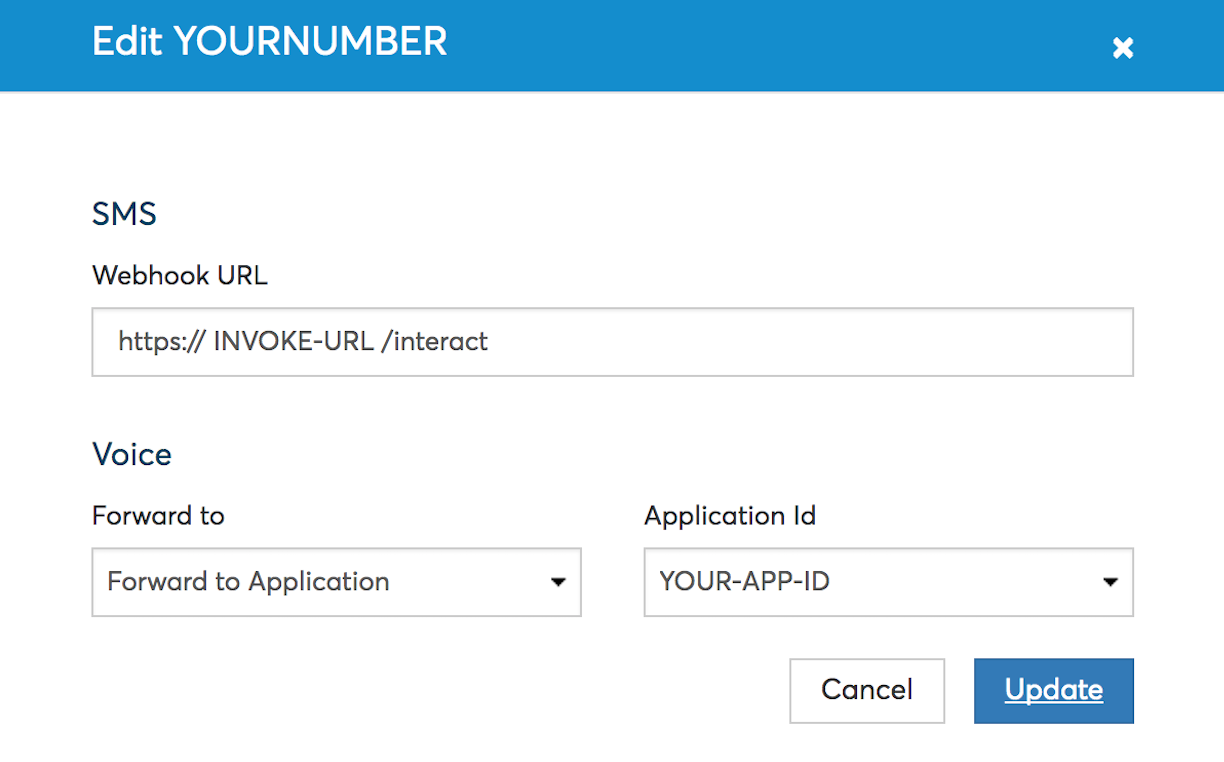 Edit YOURNUMBER
SMS
Webhook URL
https:// INVOKE-URL /interact
Voice
Forward to
Application Id
Forward to Application
YOUR-APP-ID
Cancel
Update